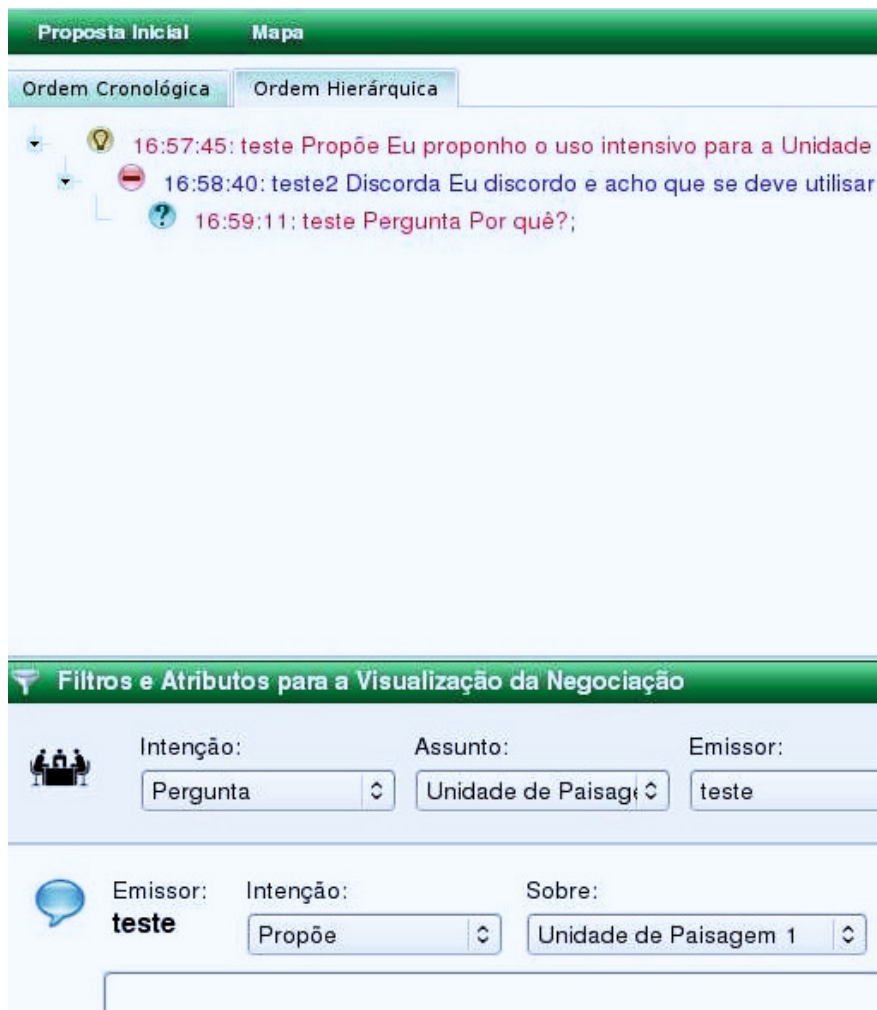 Proposta Inicial Mapa
Ordem Cronológica Ordem Hierárquica
16:57:45: teste Propõe Eu proponho o uso intensivo para a Unidade
16:58:40: teste2 Discorda Eu discordo e acho que se deve utilisar
16:59:11: teste Pergunta Por quê?;
Filtros e Atributos para a Visualização da Negociação
Intenção: Assunto: Emissor:
Pergunta Unidade de Paisage teste
Emissor: Intenção: Sobre:
teste Propõe Unidade de Paisagem 1